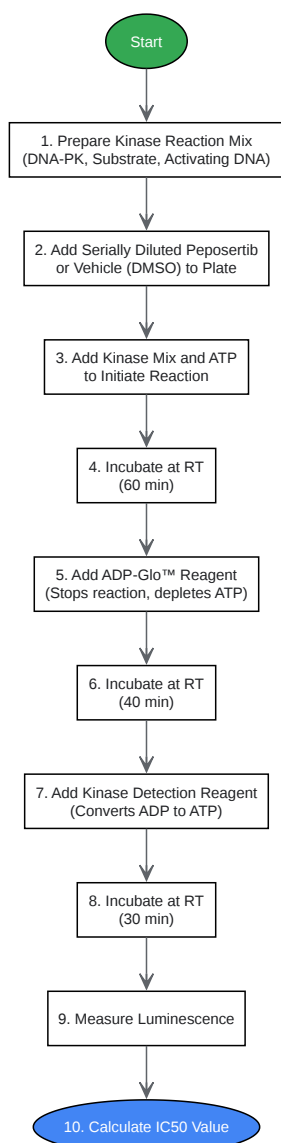 Start
1. Prepare Kinase Reaction Mix
(DNA-PK, Substrate, Activating DNA)
2. Add Serially Diluted Peposertib
or Vehicle (DMSO) to Plate
3. Add Kinase Mix and ATP
to Initiate Reaction
4. Incubate at RT
(60 min)
5. Add ADP-Glo™ Reagent
(Stops reaction, depletes ATP)
6. Incubate at RT
(40 min)
7. Add Kinase Detection Reagent
(Converts ADP to ATP)
8. Incubate at RT
(30 min)
9. Measure Luminescence
10. Calculate IC50 Value